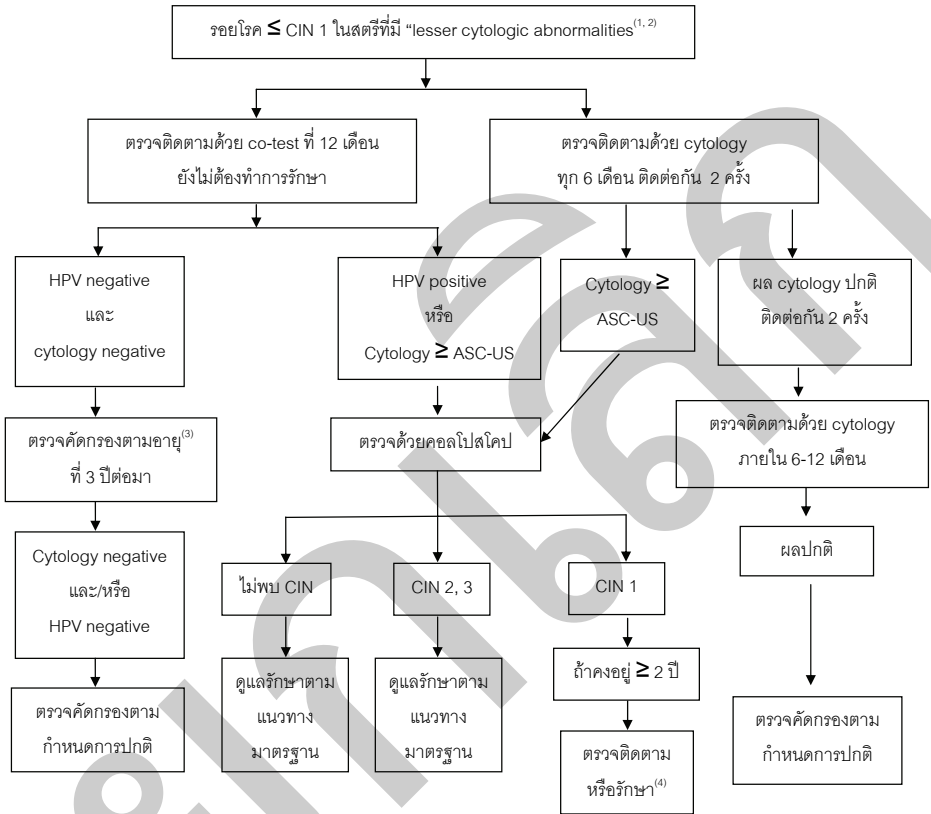 รอยโรค ≤ CIN 1 ในสตรีที่มี “lesser cytologic abnormalities(1, 2)
ตรวจติดตามด้วย co-test ที่ 12 เดือน
ยังไม่ต้องทำการรักษา
ตรวจติดตามด้วย cytology
ทุก 6 เดือน ติดต่อกัน 2 ครั้ง
HPV negative
และ
cytology negative
HPV positive
หรือ
Cytology ≥ ASC-US
Cytology ≥
ASC-US
ผล cytology ปกติ
ติดต่อกัน 2 ครั้ง
ตรวจคัดกรองตามอายุ(3)
ที่ 3 ปีต่อมา
ตรวจด้วยคอลโปสโคป
ตรวจติดตามด้วย cytology
ภายใน 6-12 เดือน
Cytology negative
และ/หรือ
HPV negative
ไม่พบ CIN
CIN 2, 3
CIN 1
ผลปกติ
ตรวจคัดกรองตาม
กำหนดการปกติ
ดูแลรักษาตาม
แนวทาง
มาตรฐาน
ดูแลรักษาตาม
แนวทาง
มาตรฐาน
ถ้าคงอยู่ ≥ 2 ปี
ตรวจติดตาม
หรือรักษา(4)
ตรวจคัดกรองตาม
กำหนดการปกติ